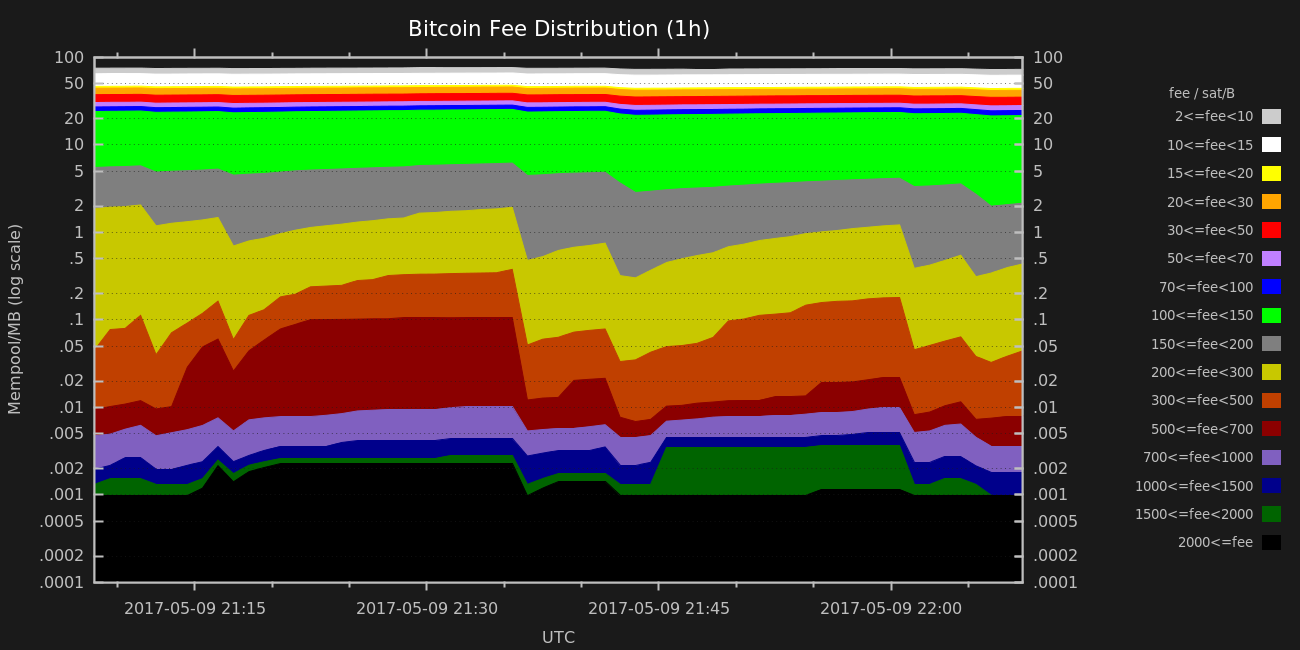 Bitcoin Fee Distribution (1h)
100
50
20
10
5
2
1
.5
.2
.1
.05
.02
.01
.005
.002
.001
.0005
.0002
.0001
Mempool/MB (log scale)
100
50
20
10
5
2
1
.5
.2
.1
.05
.02
.01
.005
.002
.001
.0005
.0002
.0001
fee / sat/B
2<=fee<10
10<=fee<15
15<=fee<20
20<=fee<30
30<=fee<50
50<=fee<70
70<=fee<100
100<=fee<150
150<=fee<200
200<=fee<300
300<=fee<500
500<=fee<700
700<=fee<1000
1000<=fee<1500
1500<=fee<2000
2000<=fee
2017-05-09 21:15 2017-05-09 21:30 2017-05-09 21:45 2017-05-09 22:00
UTC